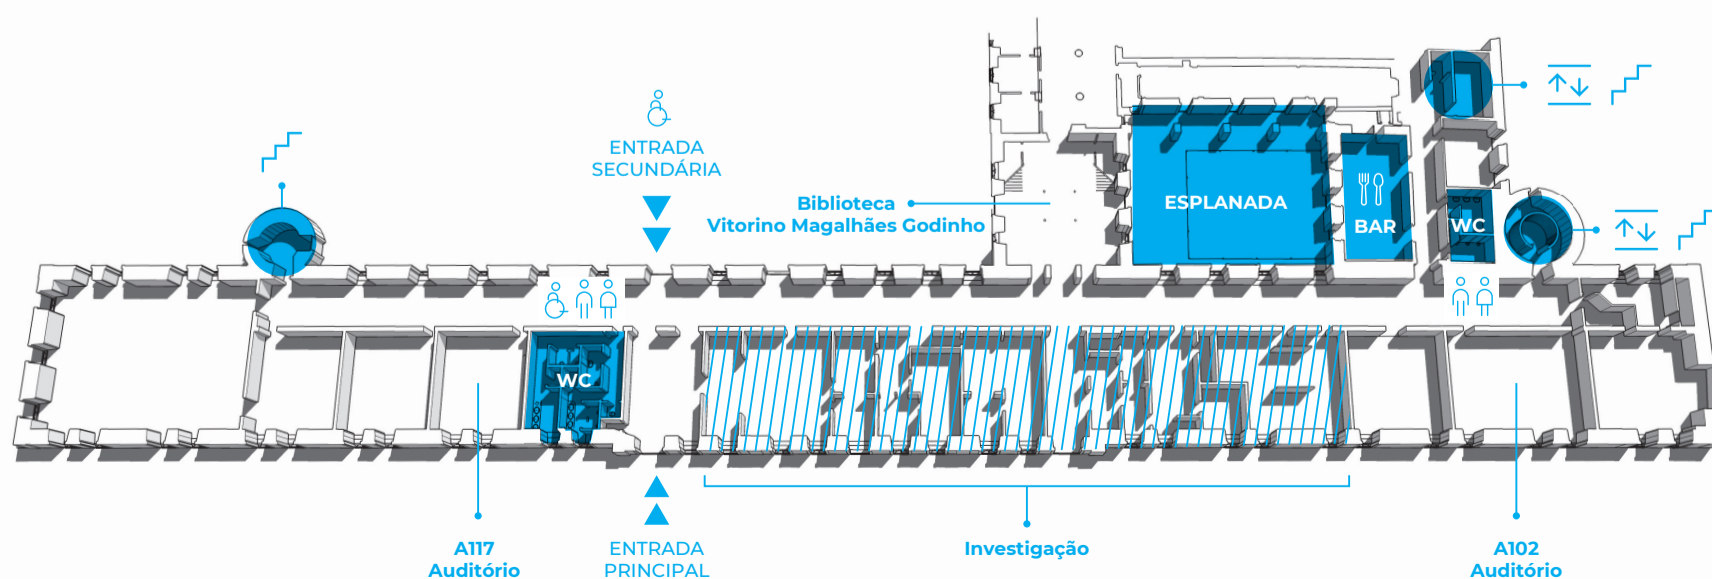 ENTRADA
SECUNDÁRIA
Biblioteca
Vitorino Magalhães Godinho
ESPLANADA
BAR
WC
WC
A117
Auditório
ENTRADA
PRINCIPAL
Investigação
A102
Auditório